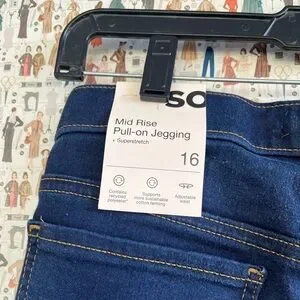 SO
Mid Rise
Pull-on Jegging
+ Superstretch
16
Contains
recycled
polyester*
Supports
more sustainable
cotton farming
Adjustable
waist